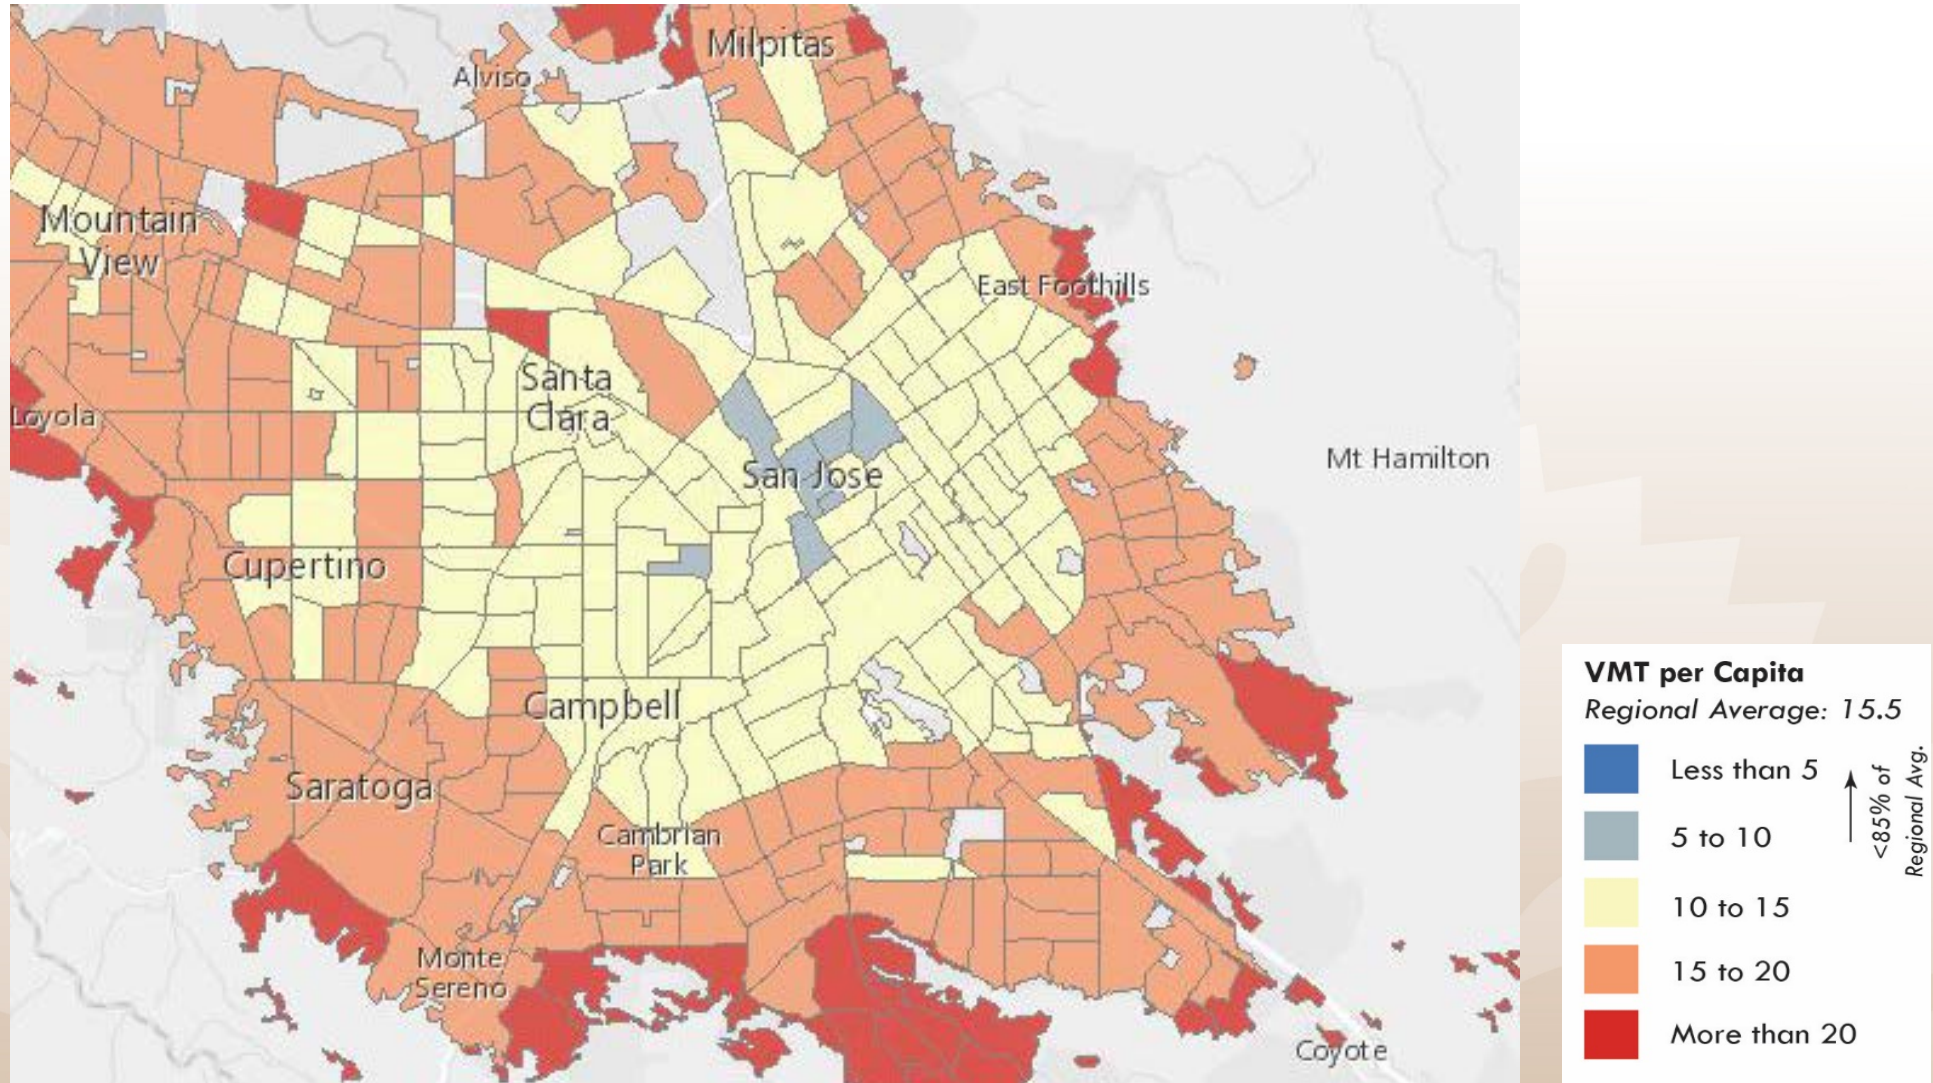 Milpitas
Alviso
Mountain
View
East Foothills
Santa
Clara
Loyola
Mt Hamilton
San Jose
Cupertino
Campbell
Saratoga
Cambrian
Park
Monte
Sereno
Coyote
VMT per Capita
Regional Average: 15.5
Less than 5
5 to 10
10 to 15
15 to 20
More than 20
<85% of
Regional Avg.